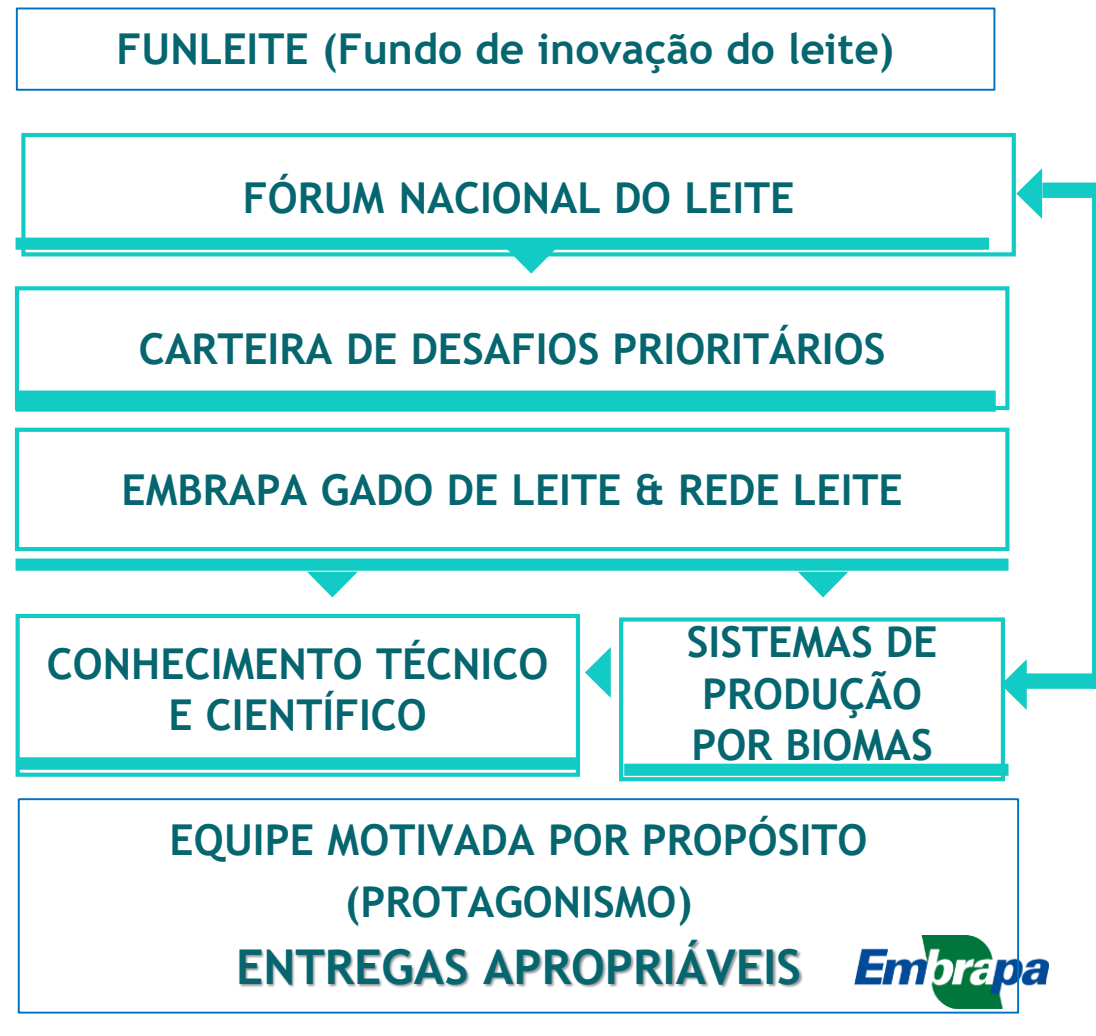 FUNLEITE (Fundo de inovação do leite)
FÓRUM NACIONAL DO LEITE
CARTEIRA DE DESAFIOS PRIORITÁRIOS
EMBRAPA GADO DE LEITE & REDE LEITE
CONHECIMENTO TÉCNICO
E CIENTÍFICO
SISTEMAS DE
PRODUÇÃO
POR BIOMAS
EQUIPE MOTIVADA POR PROPÓSITO
(PROTAGONISMO)
ENTREGAS APROPRIÁVEIS
Embrapa